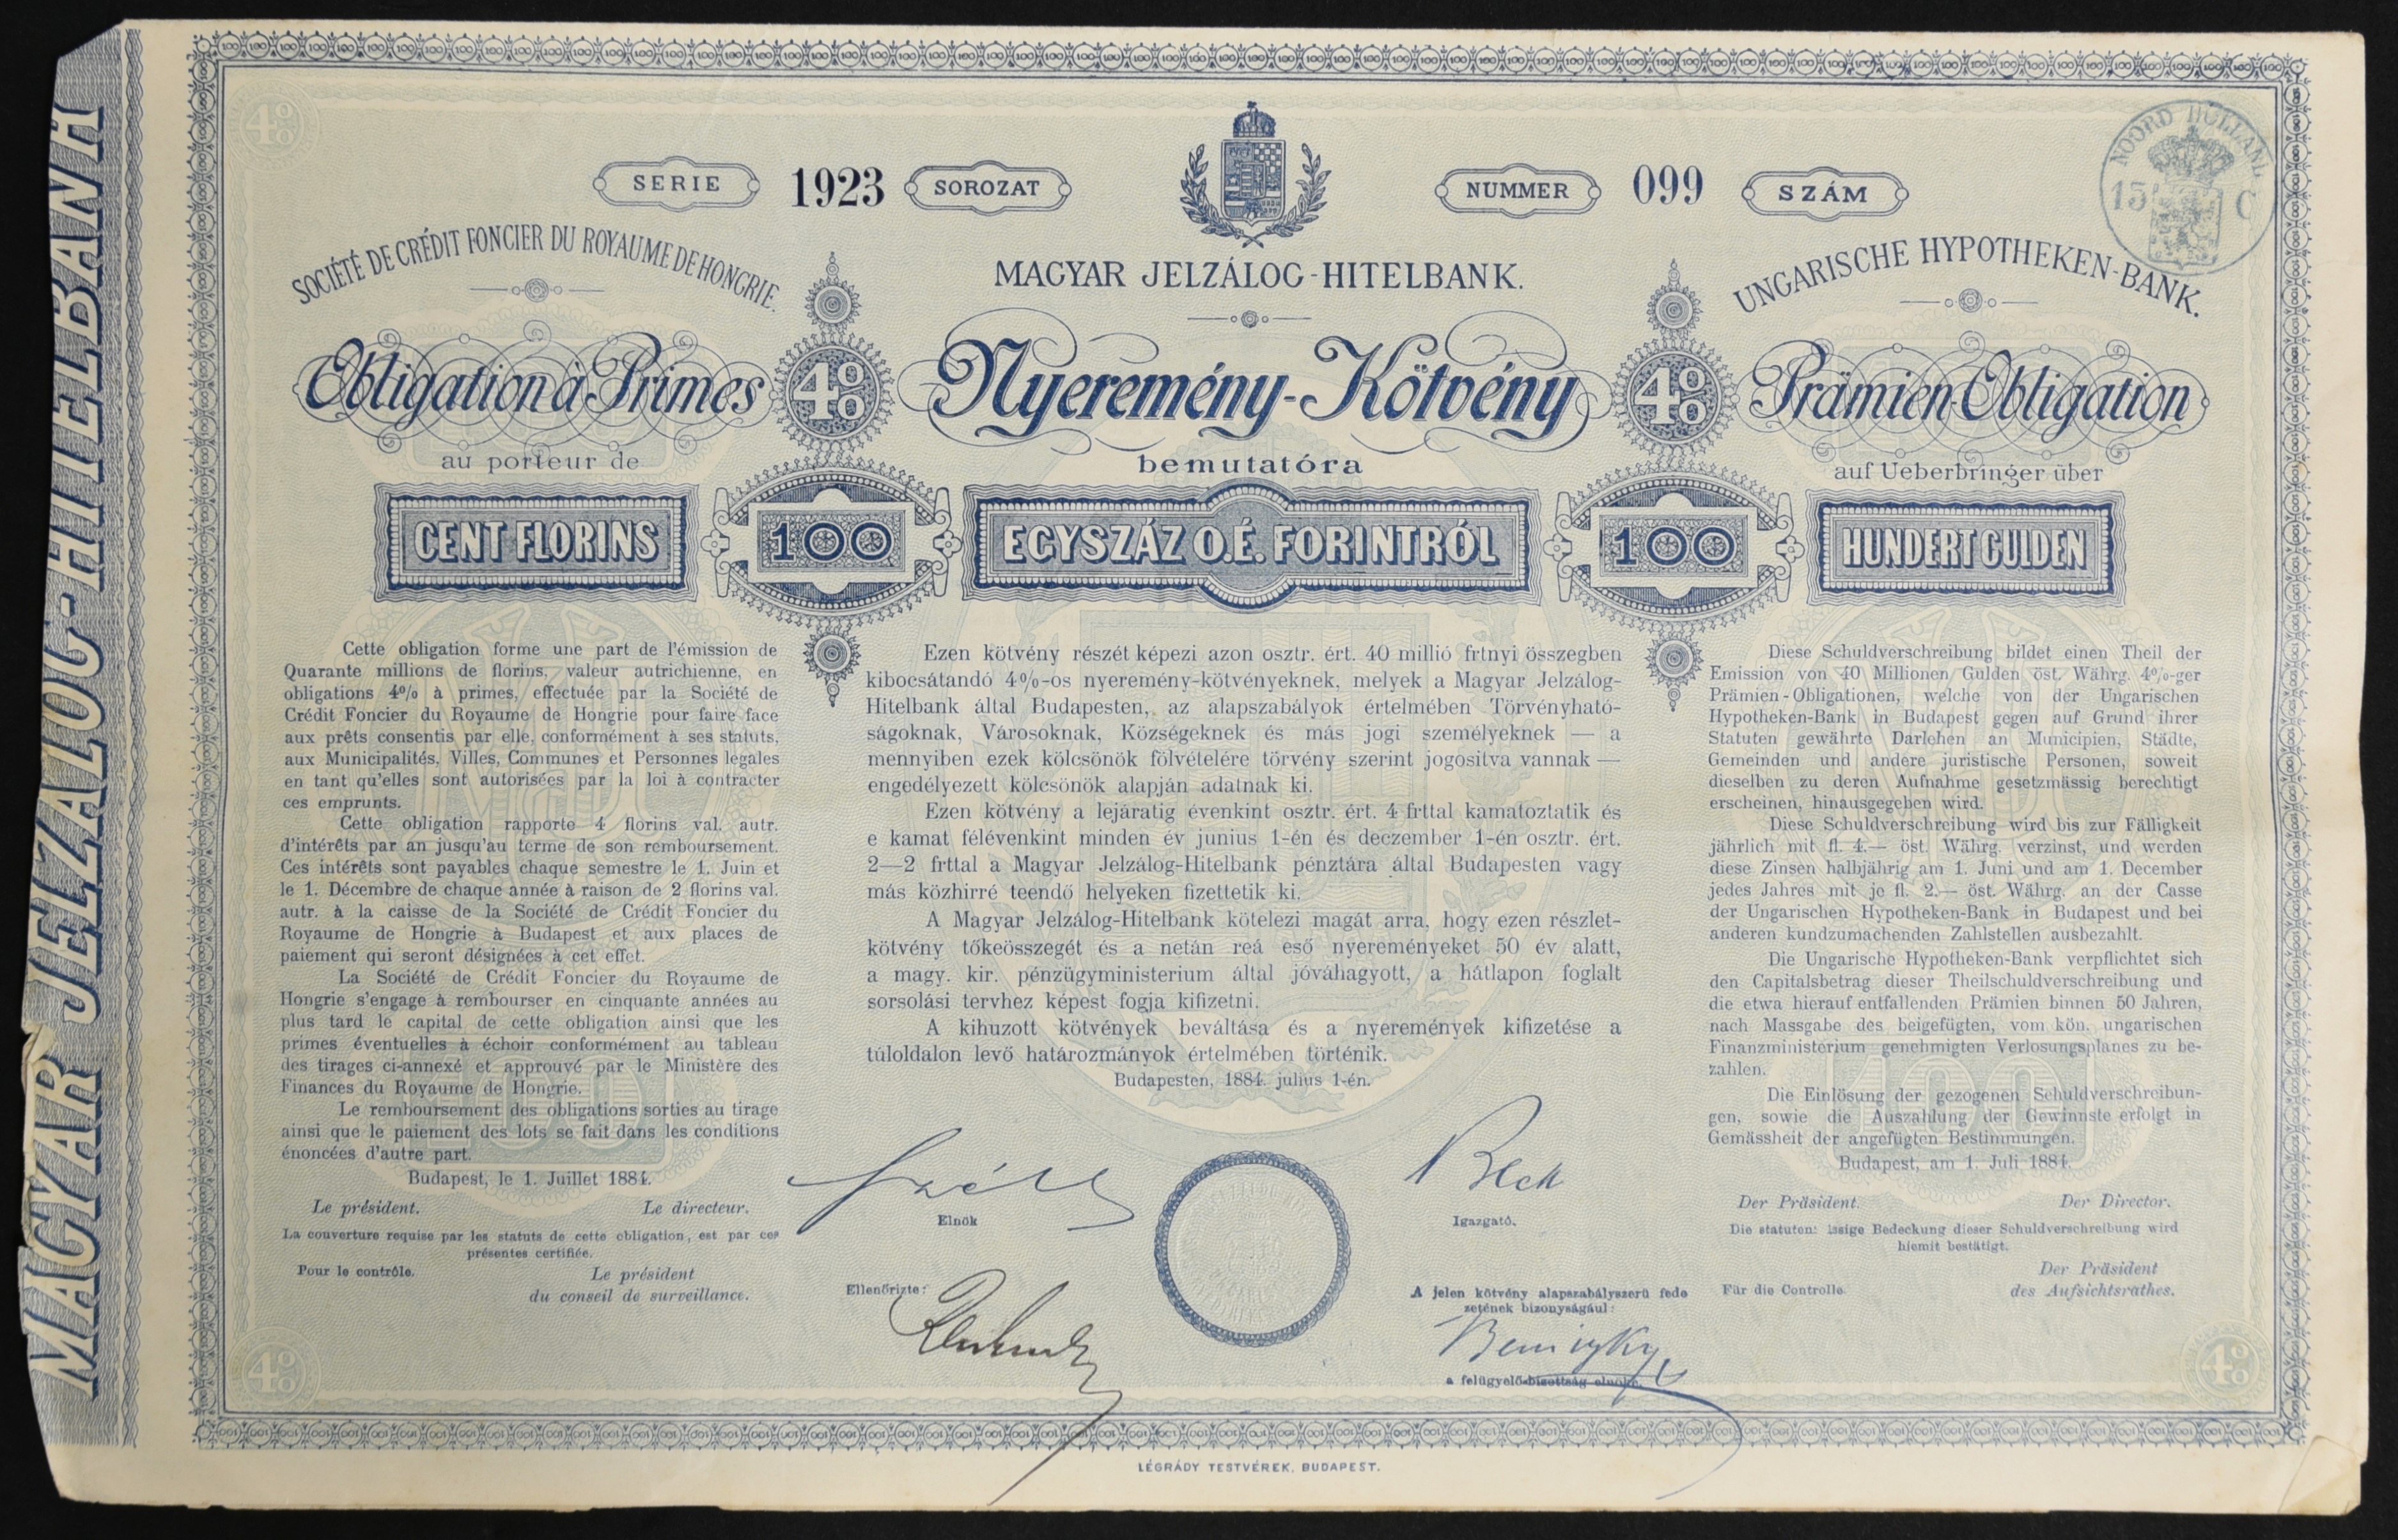 MAGYAR JELZÁLOG-HITELBANK
SERIE 1923 SOROZAT
NUMMER 099 SZÁM
NOORD HOLLAND
15 C
SOCIÉTÉ DE CRÉDIT FONCIER DU ROYAUME DE HONGRIE.
Obligation à Primes
au porteur de
CENT FLORINS
Cette obligation forme une part de l'émission de
Quarante millions de florins, valeur autrichienne, en
obligations 4% à primes, effectuée par la Société de
Crédit Foncier du Royaume de Hongrie pour faire face
aux prêts consentis par elle, conformément à ses statuts,
aux Municipalités, Villes, Communes et Personnes légales
en tant qu'elles sont autorisées par la loi à contracter
ces emprunts.
Cette obligation rapporte 4 florins val. autr.
d'intérêts par an jusqu'au terme de son remboursement.
Ces intérêts sont payables chaque semestre le 1. Juin et
le 1. Décembre de chaque année à raison de 2 florins val.
autr. à la caisse de la Société de Crédit Foncier du
Royaume de Hongrie à Budapest et aux places de
paiement qui seront désignées à cet effet.
La Société de Crédit Foncier du Royaume de
Hongrie s'engage à rembourser en cinquante années au
plus tard le capital de cette obligation ainsi que les
primes éventuelles à échoir conformément au tableau
des tirages ci-annexé et approuvé par le Ministère des
Finances du Royaume de Hongrie.
Le remboursement des obligations sorties au tirage
ainsi que le paiement des lots se fait dans les conditions
énoncées d'autre part.
Budapest, le 1. Juillet 1884.
Le président. Le directeur.
La couverture requise par les statuts de cette obligation, est par ces
présentes certifiée.
Pour le contrôle.
Le président
du conseil de surveillance.
4%
100
MAGYAR JELZÁLOG-HITELBANK.
Nyeremény-Kötvény
bemutatóra
EGYSZÁZ O.É. FORINTRÓL
Ezen kötvény részét képezi azon osztr. ért. 40 millió frtnyi összegben
kibocsátandó 4%-os nyeremény-kötvényeknek, melyek a Magyar Jelzálog-
Hitelbank által Budapesten, az alapszabályok értelmében Törvényható-
ságoknak, Városoknak, Községeknek és más jogi személyeknek — a
mennyiben ezek kölcsönök fölvételére törvény szerint jogositva vannak —
engedélyezett kölcsönök alapján adatnak ki.
Ezen kötvény a lejáratig évenkint osztr. ért. 4 frttal kamatoztatik és
e kamat félévenkint minden év junius 1-én és deczember 1-én osztr. ért.
2—2 frttal a Magyar Jelzálog-Hitelbank pénztára által Budapesten vagy
más közhirré teendő helyeken fizettetik ki.
A Magyar Jelzálog-Hitelbank kötelezi magát arra, hogy ezen részlet-
kötvény tőkeösszegét és a netán reá eső nyereményeket 50 év alatt,
a magy. kir. pénzügyministerium által jóváhagyott, a hátlapon foglalt
sorsolási tervhez képest fogja kifizetni.
A kihuzott kötvények beváltása és a nyeremények kifizetése a
túloldalon levő határozmányok értelmében történik.
Budapesten, 1884. julius 1-én.
Széll
Elnök
Beck
Igazgató.
Ellenőrizte:
A jelen kötvény alapszabályszerü fede
zetének bizonyságául:
Beniczky
a felügyelő-bizottság elnöke.
4%
100
UNGARISCHE HYPOTHEKEN-BANK.
Prämien-Obligation
auf Ueberbringer über
HUNDERT GULDEN
Diese Schuldverschreibung bildet einen Theil der
Emission von 40 Millionen Gulden öst. Währg. 4%-ger
Prämien-Obligationen, welche von der Ungarischen
Hypotheken-Bank in Budapest gegen auf Grund ihrer
Statuten gewährte Darlehen an Municipien, Städte,
Gemeinden und andere juristische Personen, soweit
dieselben zu deren Aufnahme gesetzmässig berechtigt
erscheinen, hinausgegeben wird.
Diese Schuldverschreibung wird bis zur Fälligkeit
jährlich mit fl. 4.— öst. Währg. verzinst, und werden
diese Zinsen halbjährig am 1. Juni und am 1. December
jedes Jahres mit je fl. 2.— öst. Währg. an der Casse
der Ungarischen Hypotheken-Bank in Budapest und bei
anderen kundzumachenden Zahlstellen ausbezahlt.
Die Ungarische Hypotheken-Bank verpflichtet sich
den Capitalsbetrag dieser Theilschuldverschreibung und
die etwa hierauf entfallenden Prämien binnen 50 Jahren,
nach Massgabe des beigefügten, vom kön. ungarischen
Finanzministerium genehmigten Verlosungsplanes zu be-
zahlen.
Die Einlösung der gezogenen Schuldverschreibun-
gen, sowie die Auszahlung der Gewinnste erfolgt in
Gemässheit der angefügten Bestimmungen.
Budapest, am 1. Juli 1884.
Der Präsident. Der Director.
Die statuten: ässige Bedeckung dieser Schuldverschreibung wird
hiemit bestätigt.
Für die Controlle.
Der Präsident
des Aufsichtsrathes.
LÉGRÁDY TESTVÉREK, BUDAPEST.